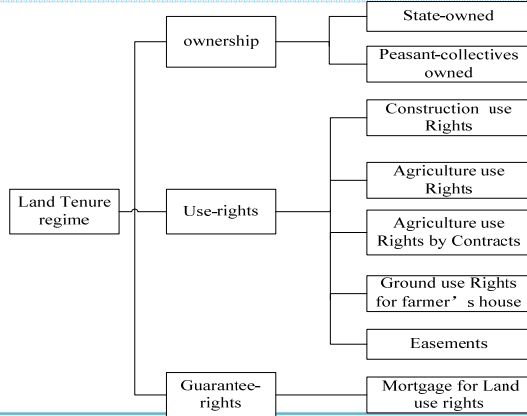 Land Tenure
regime
ownership
State-owned
Peasant-collectives
owned
Use-rights
Construction use
Rights
Agriculture use
Rights
Agriculture use
Rights by Contracts
Ground use Rights
for farmer’s house
Easements
Guarantee-
rights
Mortgage for Land
use rights